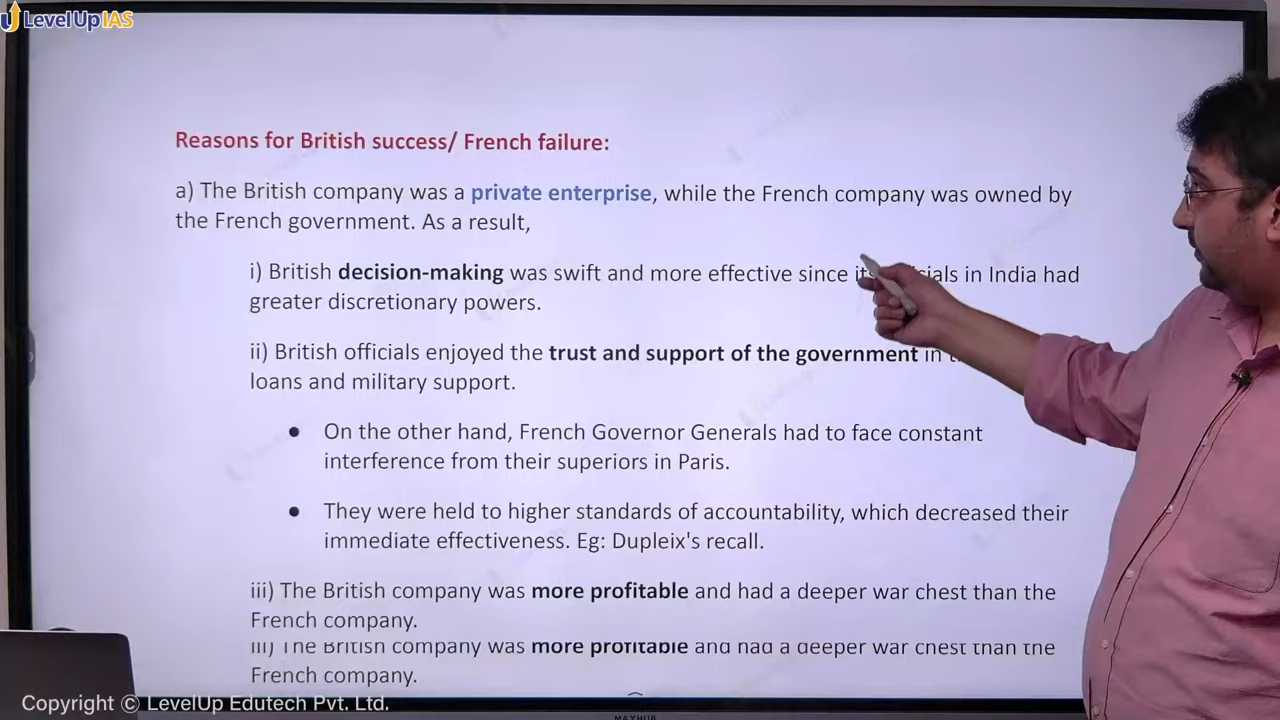 LevelUp IAS
Reasons for British success/ French failure:
a) The British company was a private enterprise, while the French company was owned by
the French government. As a result,
i) British decision-making was swift and more effective since its officials in India had
greater discretionary powers.
ii) British officials enjoyed the trust and support of the government in
loans and military support.
● On the other hand, French Governor Generals had to face constant
interference from their superiors in Paris.
● They were held to higher standards of accountability, which decreased their
immediate effectiveness. Eg: Dupleix's recall.
iii) The British company was more profitable and had a deeper war chest than the
French company.
iii) The British company was more profitable and had a deeper war chest than the
French company.
Copyright © LevelUp Edutech Pvt. Ltd.
MAXHUB